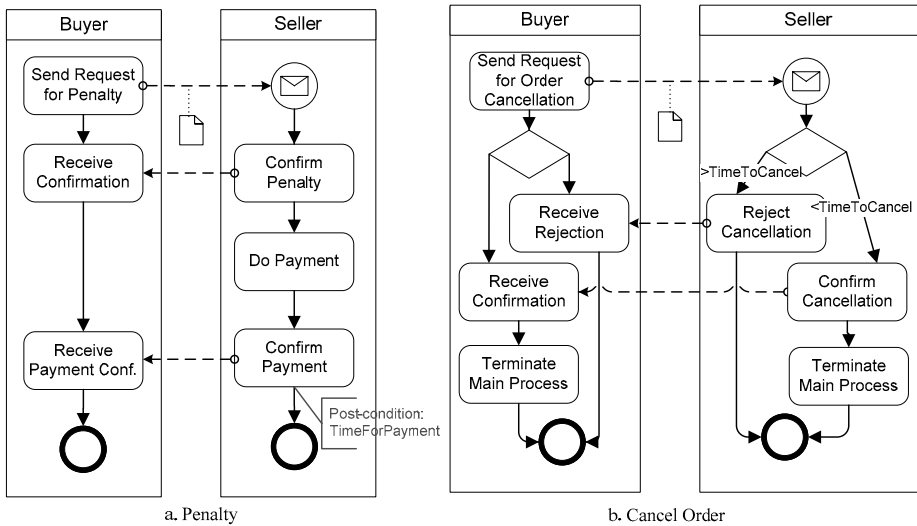 Buyer
Seller
Send Request
for Penalty
Receive
Confirmation
Confirm
Penalty
Do Payment
Receive
Payment Conf.
Confirm
Payment
Post-condition:
TimeForPayment
a. Penalty
Buyer
Seller
Send Request
for Order
Cancellation
>TimeToCancel
<TimeToCancel
Receive
Rejection
Reject
Cancellation
Receive
Confirmation
Confirm
Cancellation
Terminate
Main Process
Terminate
Main Process
b. Cancel Order